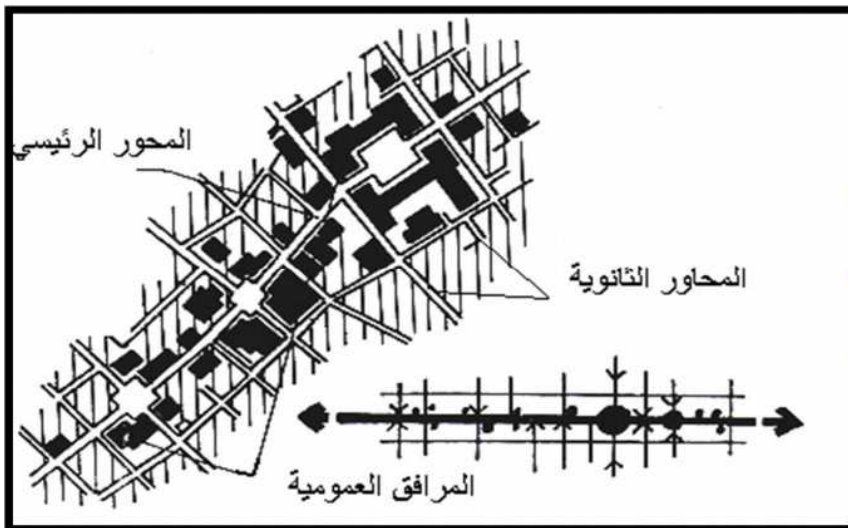 المحور الرئيسي
المحاور الثانوية
المرافق العمومية